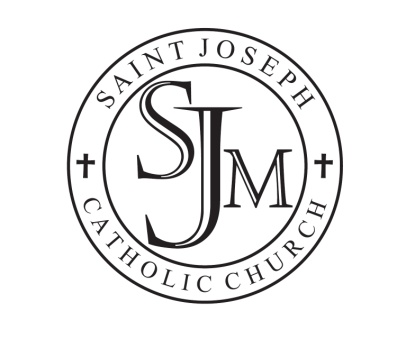 SAINT JOSEPH
SJM
CATHOLIC CHURCH